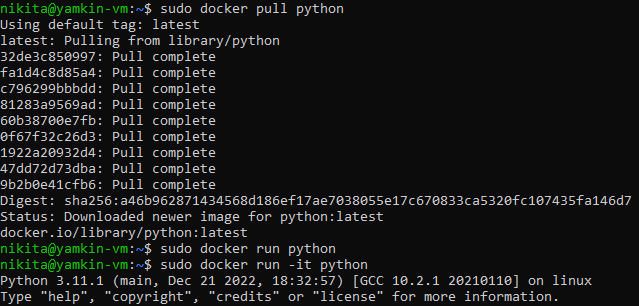 nikita@yamkin-vm:~$ sudo docker pull python
Using default tag: latest
latest: Pulling from library/python
32de3c850997: Pull complete
fa1d4c8d85a4: Pull complete
c796299bbbdd: Pull complete
81283a9569ad: Pull complete
60b38700e7fb: Pull complete
0f67f32c26d3: Pull complete
1922a20932d4: Pull complete
47dd72d73dba: Pull complete
9b2b0e41cfb6: Pull complete
Digest: sha256:a46b962871434568d186ef17ae7038055e17c670833ca5320fc107435fa146d7
Status: Downloaded newer image for python:latest
docker.io/library/python:latest
nikita@yamkin-vm:~$ sudo docker run python
nikita@yamkin-vm:~$ sudo docker run -it python
Python 3.11.1 (main, Dec 21 2022, 18:32:57) [GCC 10.2.1 20210110] on linux
Type "help", "copyright", "credits" or "license" for more information.